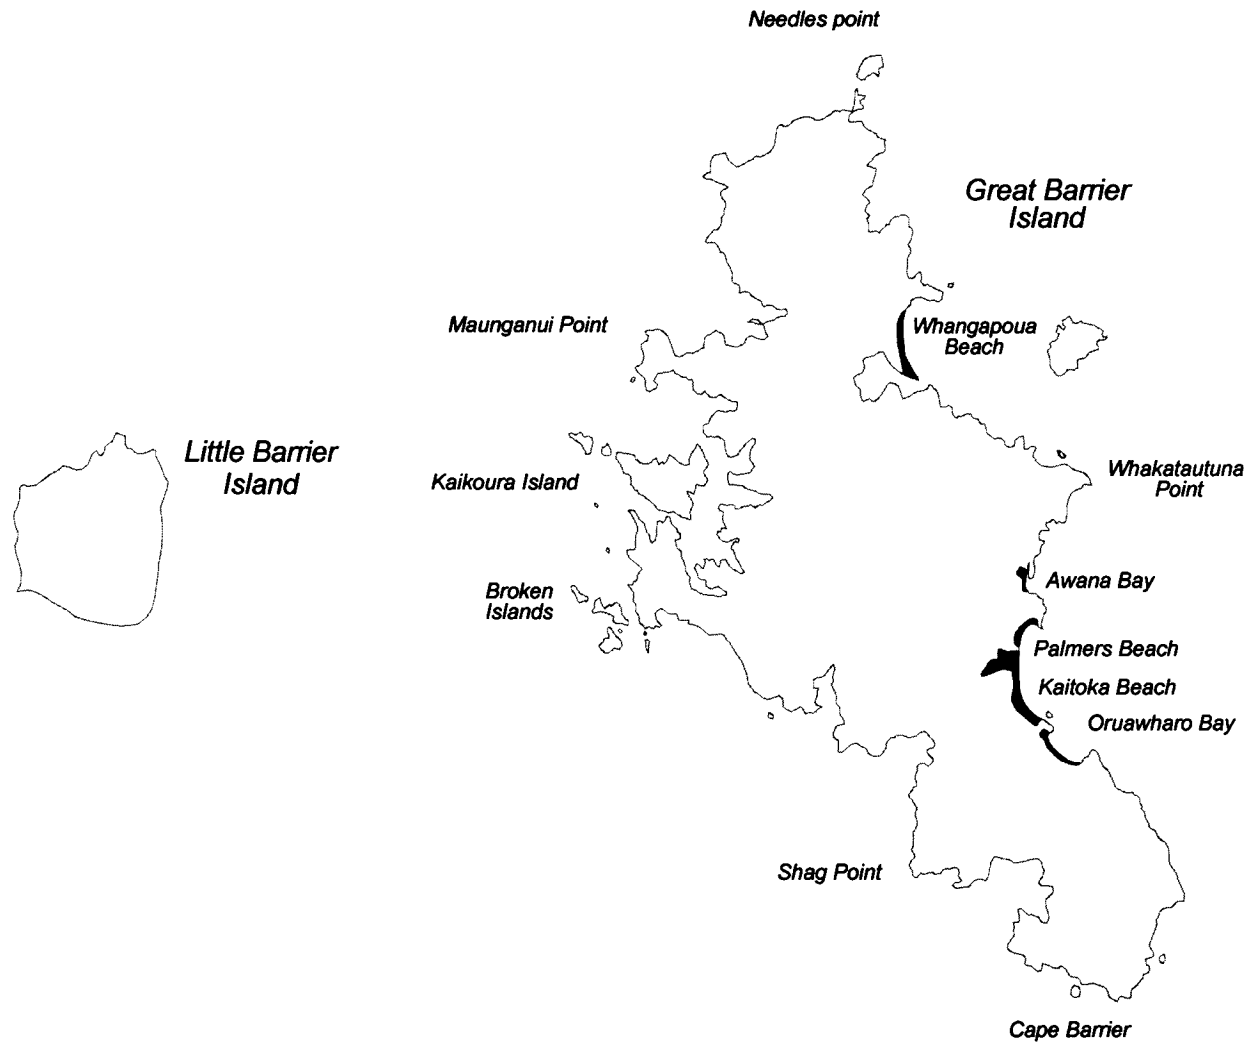 Needles point
Great Barrier
Island
Maunganui Point
Whangapoua
Beach
Little Barrier
Island
Kaikoura Island
Whakatautuna
Point
Awana Bay
Broken
Islands
Palmers Beach
Kaitoka Beach
Oruawharo Bay
Shag Point
Cape Barrier